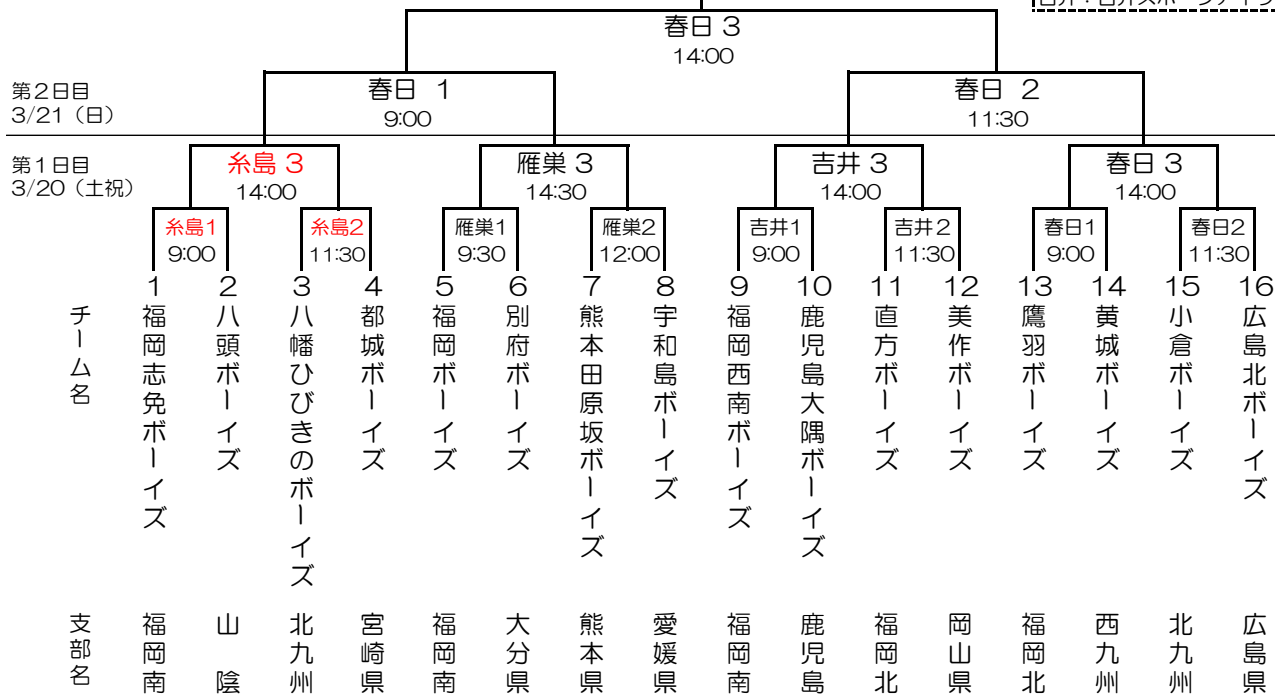 吉井：吉井スポーツアイラ
春日 3
14:00
第2日目
3/21（日）
春日 1
9:00
春日 2
11:30
第1日目
3/20（土祝）
糸島 3
14:00
雁巣 3
14:30
吉井 3
14:00
春日 3
14:00
糸島1
9:00
糸島2
11:30
雁巣1
9:30
雁巣2
12:00
吉井1
9:00
吉井2
11:30
春日1
9:00
春日2
11:30
1 2 3 4 5 6 7 8 9 10 11 12 13 14 15 16
チーム名
福岡志免ボーイズ
八頭ボーイズ
八幡ひびきのボーイズ
都城ボーイズ
福岡ボーイズ
別府ボーイズ
熊本田原坂ボーイズ
宇和島ボーイズ
福岡西南ボーイズ
鹿児島大隅ボーイズ
直方ボーイズ
美作ボーイズ
鷹羽ボーイズ
黄城ボーイズ
小倉ボーイズ
広島北ボーイズ
支部名
福岡南
山陰
北九州
宮崎県
福岡南
大分県
熊本県
愛媛県
福岡南
鹿児島
福岡北
岡山県
福岡北
西九州
北九州
広島県